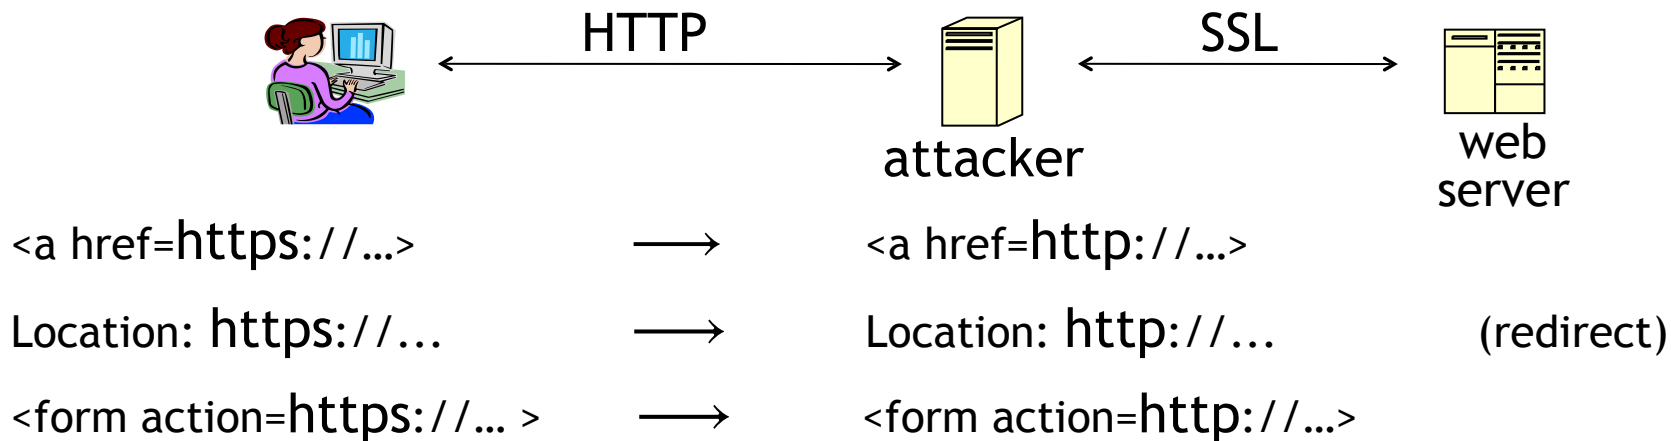 HTTP SSL
attacker
web
server
<a href=https://…> ⟶ <a href=http://…>
Location: https://... ⟶ Location: http://... (redirect)
<form action=https://… > ⟶ <form action=http://…>